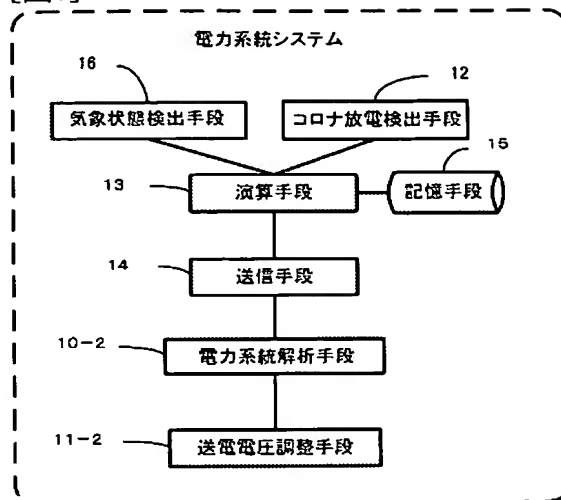 電力系統システム
16
12
気象状態検出手段
コロナ放電検出手段
15
13
演算手段
記憶手段
14
送信手段
10-2
電力系統解析手段
11-2
送電電圧調整手段